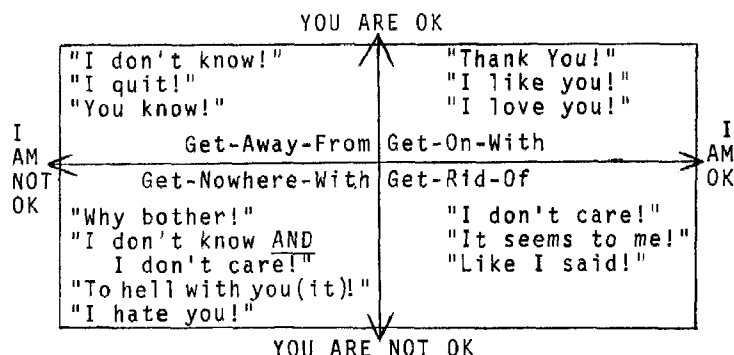 YOU ARE OK
"I don't know!"
"I quit!"
"You know!"
"Thank You!"
"I like you!"
"I love you!"
I
AM
NOT
OK
Get-Away-From
Get-On-With
I
AM
OK
Get-Nowhere-With
Get-Rid-Of
"Why bother!"
"I don't know AND
I don't care!"
"To hell with you(it)!"
"I hate you!"
"I don't care!"
"It seems to me!"
"Like I said!"
YOU ARE NOT OK